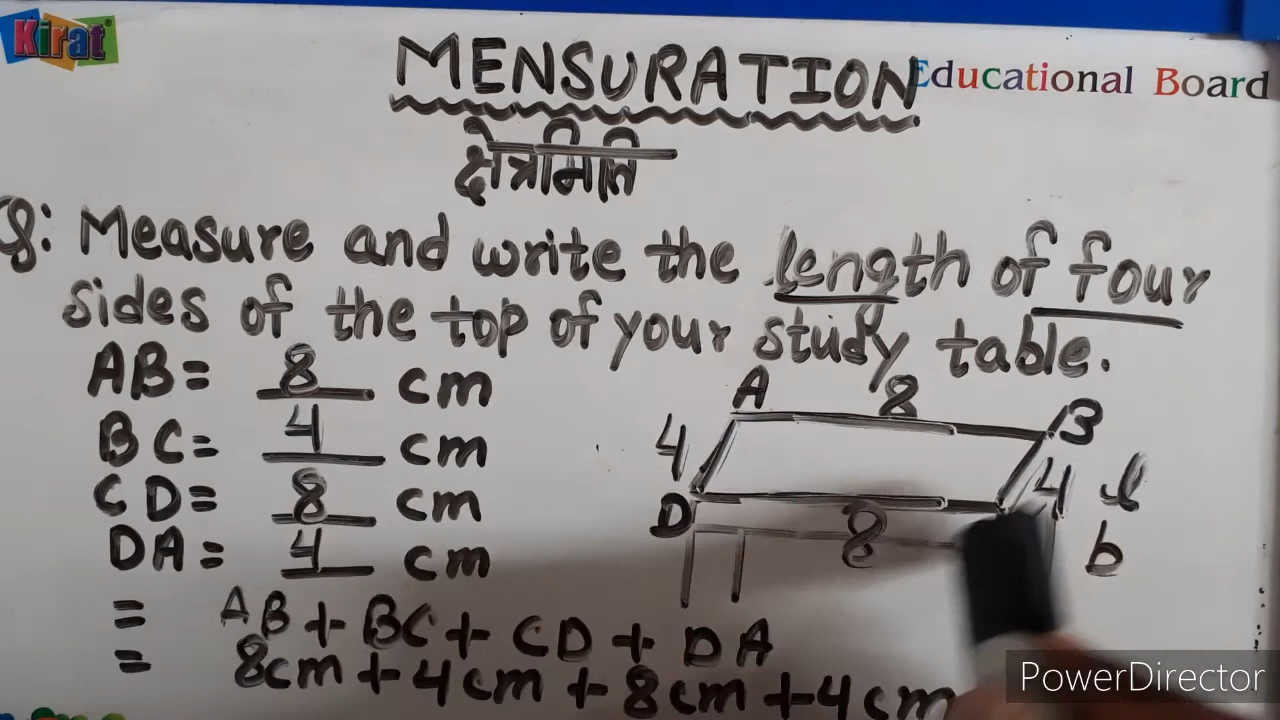 Kirat
Educational Board
MENSURATION
क्षेत्रमिति
Q: Measure and write the length of four
sides of the top of your study table.
AB = 8 cm
BC = 4 cm
CD = 8 cm
DA = 4 cm
A 8 B
4 4 l
D 8 b
= AB + BC + CD + DA
= 8cm + 4cm + 8cm + 4cm
PowerDirector